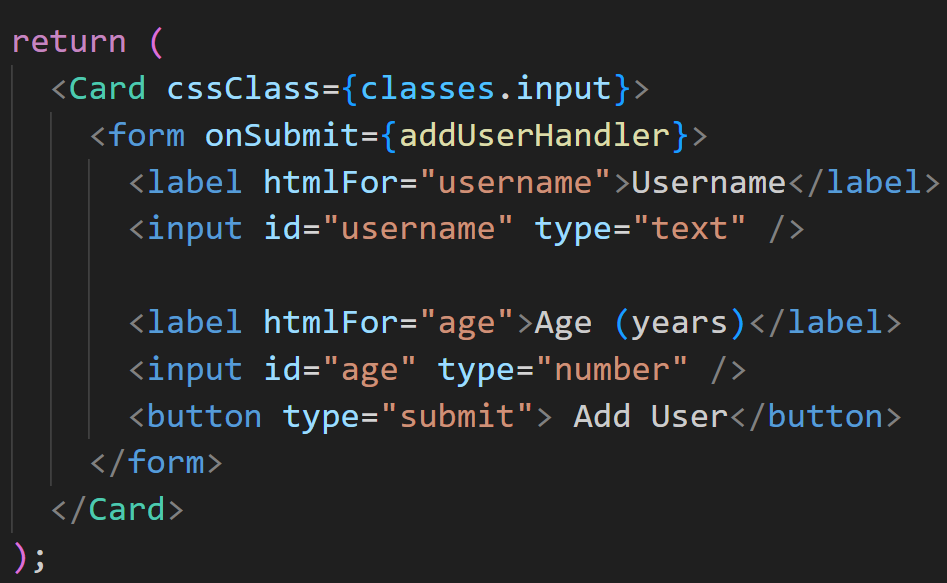 return (
<Card cssClass={classes.input}>
<form onSubmit={addUserHandler}>
<label htmlFor="username">Username</label>
<input id="username" type="text" />
<label htmlFor="age">Age (years)</label>
<input id="age" type="number" />
<button type="submit"> Add User</button>
</form>
</Card>
);